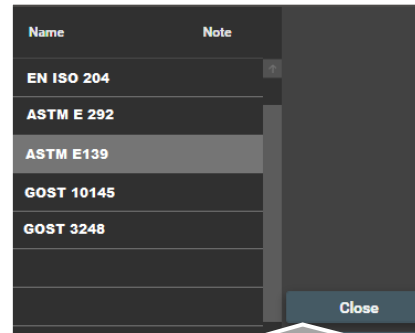 Name Note
EN ISO 204
ASTM E 292
ASTM E139
GOST 10145
GOST 3248
Close